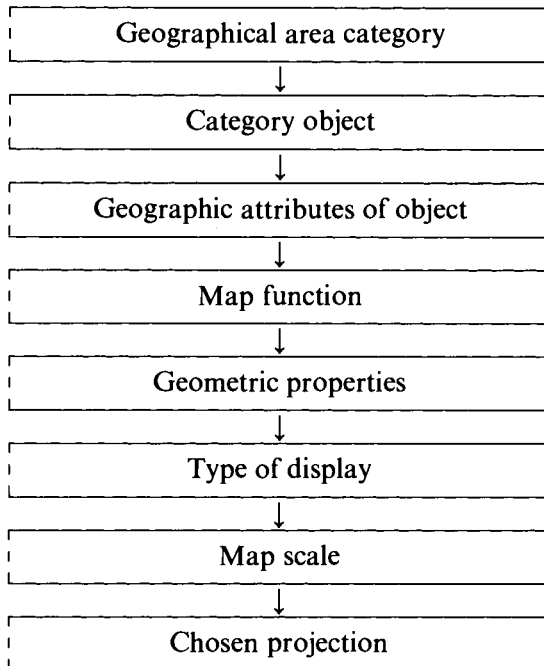 Geographical area category
Category object
Geographic attributes of object
Map function
Geometric properties
Type of display
Map scale
Chosen projection